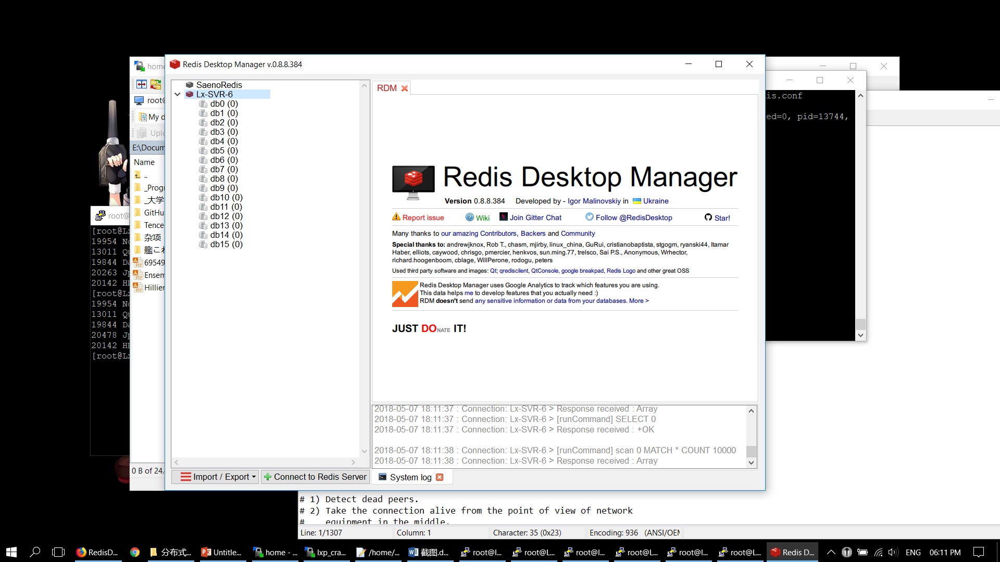 Redis Desktop Manager v.0.8.8.384
SaenoRedis
Lx-SVR-6
db0 (0)
db1 (0)
db2 (0)
db3 (0)
db4 (0)
db5 (0)
db6 (0)
db7 (0)
db8 (0)
db9 (0)
db10 (0)
db11 (0)
db12 (0)
db13 (0)
db14 (0)
db15 (0)
Import / Export
Connect to Redis Server
RDM
Redis Desktop Manager
Version 0.8.8.384 Developed by - Igor Malinovskiy in Ukraine
Report issue Wiki Join Gitter Chat Follow @RedisDesktop Star!
Many thanks to our amazing Contributors, Backers and Community
Special thanks to: andrewjknox, Rob T., chasm, mjirby, linux_china, GuRui, cristianobaptista, stgogm, ryanski44, Itamar
Haber, elliots, caywood, chrisgo, pmercier, henkvos, sun.ming.77, trelsco, Sai P.S., Anonymous, Wrhector,
richard.hoogenboom, cblage, WillPerone, rodogu, peters
Used third party software and images: Qt; qredisclient, QtConsole, google breakpad, Redis Logo and other great OSS
Redis Desktop Manager uses Google Analytics to track which features you are using.
This data helps me to develop features that you actually need :)
RDM doesn't send any sensitive information or data from your databases. More >
JUST DONATE IT!
2018-05-07 18:11:37 : Connection: Lx-SVR-6 > Response received : Array
2018-05-07 18:11:37 : Connection: Lx-SVR-6 > [runCommand] SELECT 0
2018-05-07 18:11:37 : Connection: Lx-SVR-6 > Response received : +OK
2018-05-07 18:11:38 : Connection: Lx-SVR-6 > [runCommand] scan 0 MATCH * COUNT 10000
2018-05-07 18:11:38 : Connection: Lx-SVR-6 > Response received : Array
System log
home
root@
My d
Uplo
E:\Docum
Name
..
_Progr
_大学
GitHu
Tence
杂项
艦これ
69549
Ensem
Hillier
0 B of 24.
root@
[root@Lx
19954 No
13011 Qu
19844 Da
20263 Jp
20142 HR
[root@Lx
19954 No
13011 Qu
19844 Da
20478 Jp
20142 HR
[root@Lx
is.conf
ed=0, pid=13744,
# 1) Detect dead peers.
# 2) Take the connection alive from the point of view of network
# equipment in the middle.
Line: 1/1307 Column: 1 Character: 35 (0x23) Encoding: 936 (ANSI/OEM
RedisD... 分布式... Untitle... home - ... lxp_cra... /home/... 截图.d... root@l... root@L... root@l... root@L... root@l... root@L... Redis D... ENG 06:11 PM